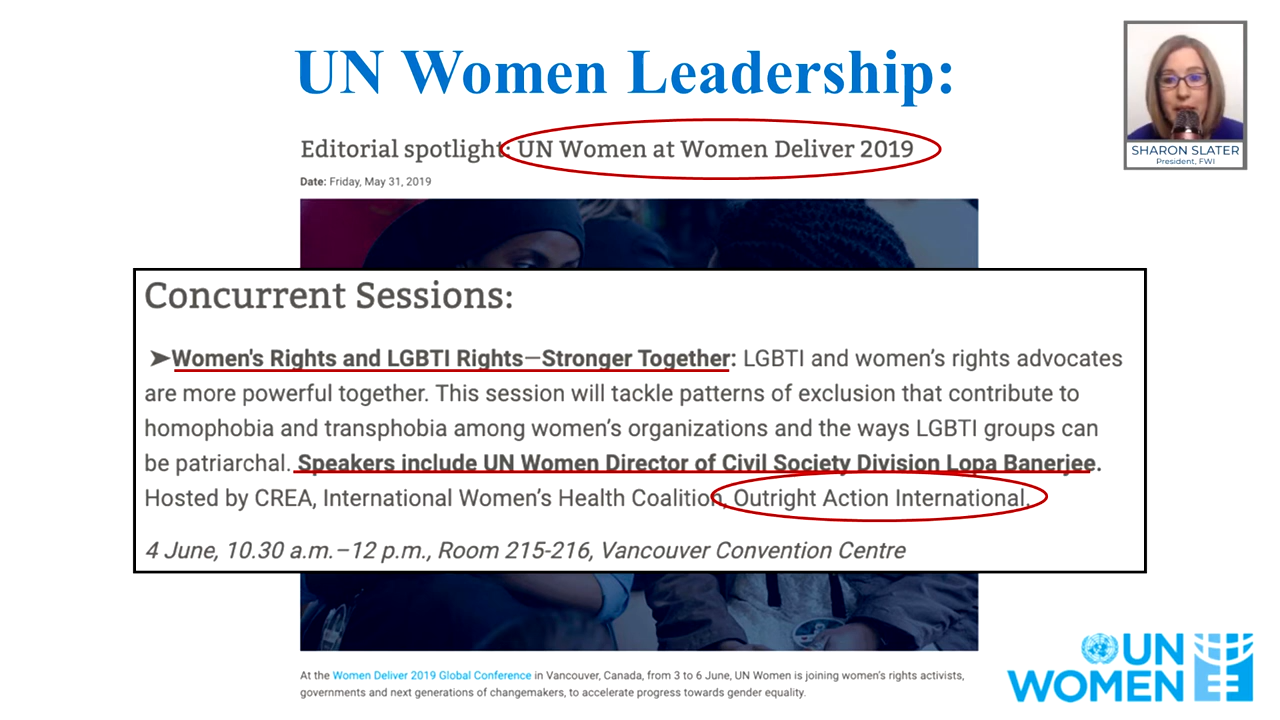 UN Women Leadership:
SHARON SLATER
President, FWI
Editorial spotlight: UN Women at Women Deliver 2019
Date: Friday, May 31, 2019
Concurrent Sessions:
➤Women's Rights and LGBTI Rights—Stronger Together: LGBTI and women's rights advocates
are more powerful together. This session will tackle patterns of exclusion that contribute to
homophobia and transphobia among women's organizations and the ways LGBTI groups can
be patriarchal. Speakers include UN Women Director of Civil Society Division Lopa Banerjee.
Hosted by CREA, International Women's Health Coalition, Outright Action International.
4 June, 10.30 a.m.–12 p.m., Room 215-216, Vancouver Convention Centre
At the Women Deliver 2019 Global Conference in Vancouver, Canada, from 3 to 6 June, UN Women is joining women's rights activists,
governments and next generations of changemakers, to accelerate progress towards gender equality.
UN
WOMEN